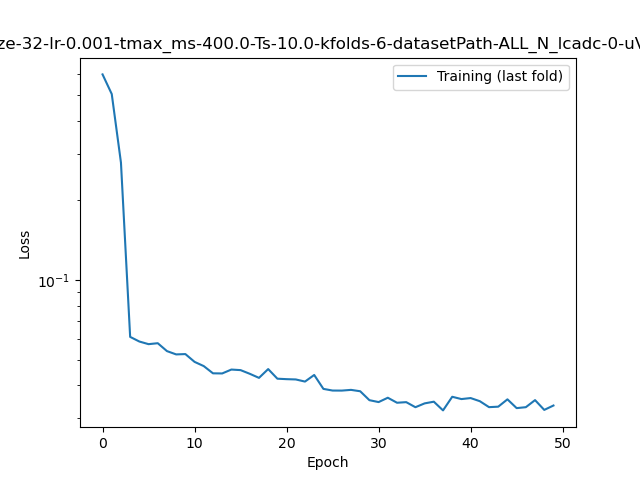 ze-32-lr-0.001-tmax_ms-400.0-Ts-10.0-kfolds-6-datasetPath-ALL_N_lcadc-0-uV
Training (last fold)
Loss
10⁻¹
0 10 20 30 40 50
Epoch